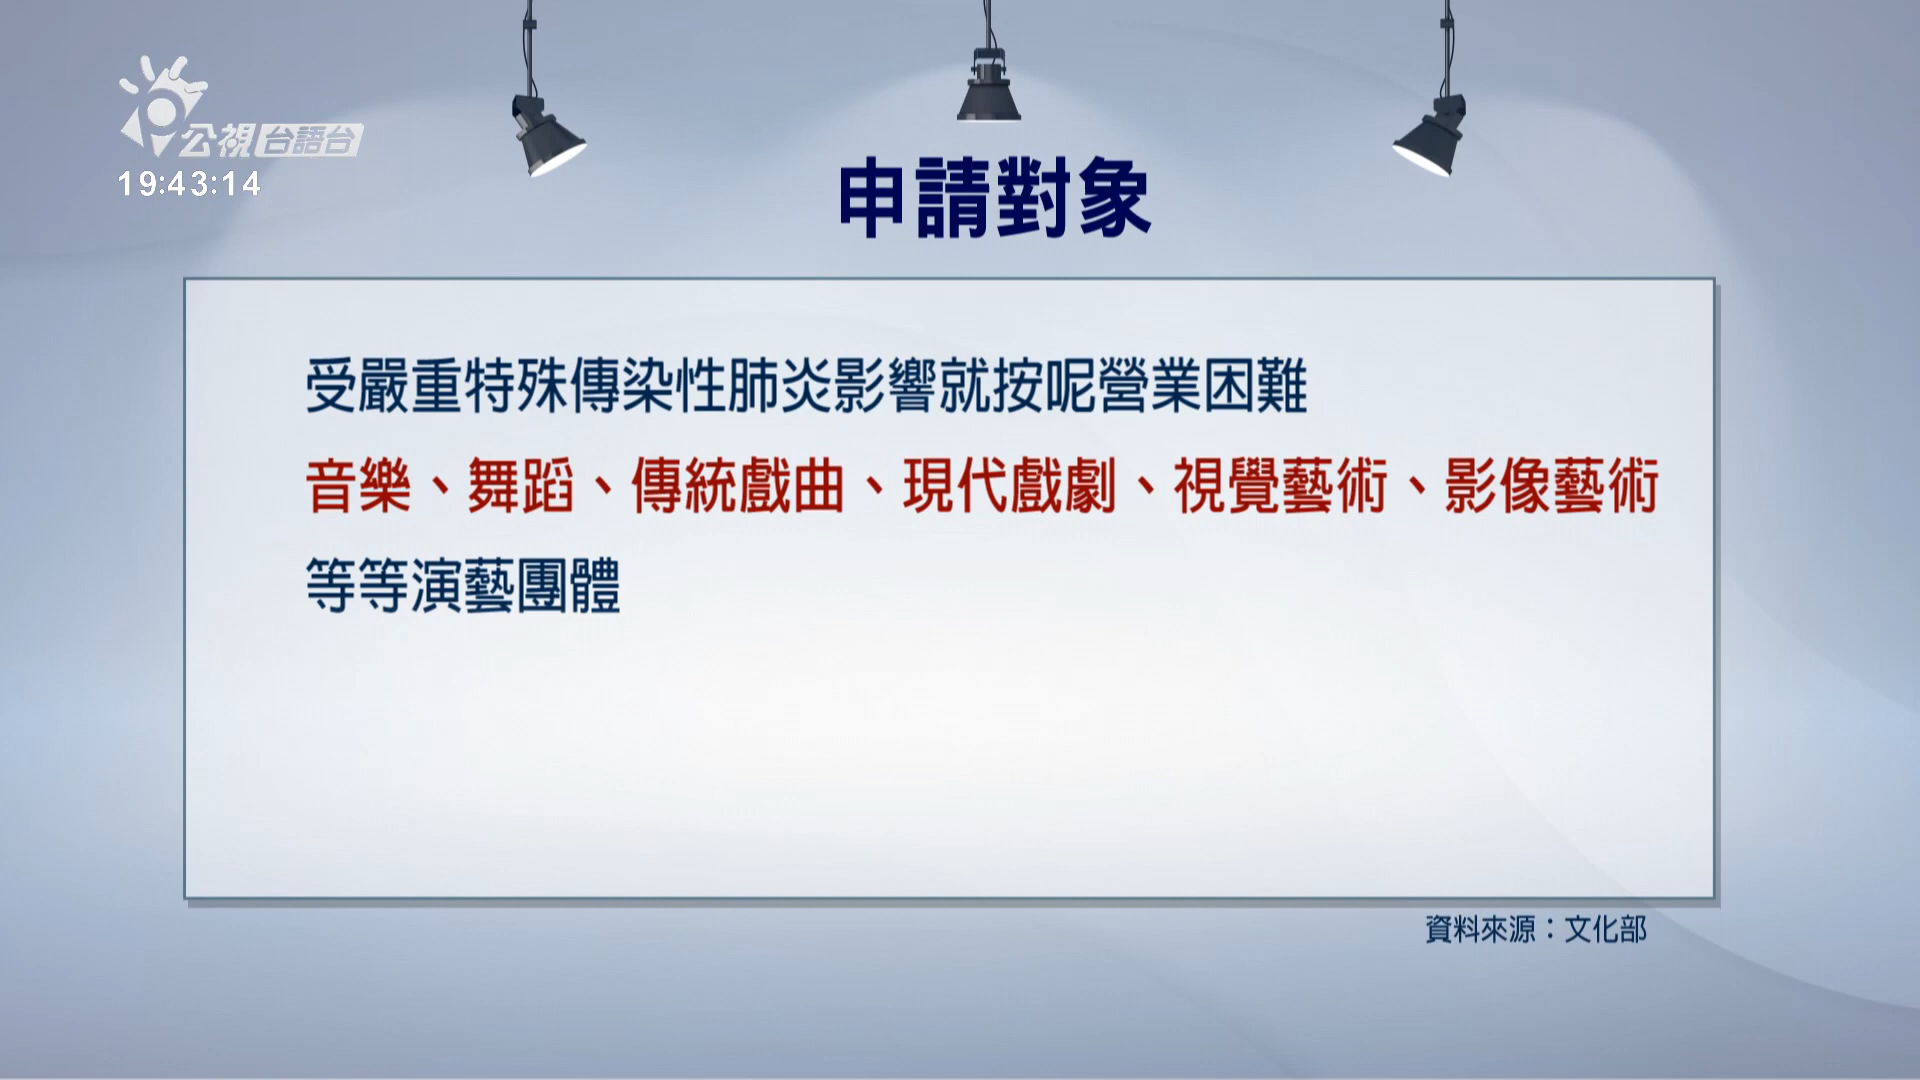 公視台語台
19:43:14
申請對象
受嚴重特殊傳染性肺炎影響就按呢營業困難
音樂、舞蹈、傳統戲曲、現代戲劇、視覺藝術、影像藝術
等等演藝團體
資料來源：文化部